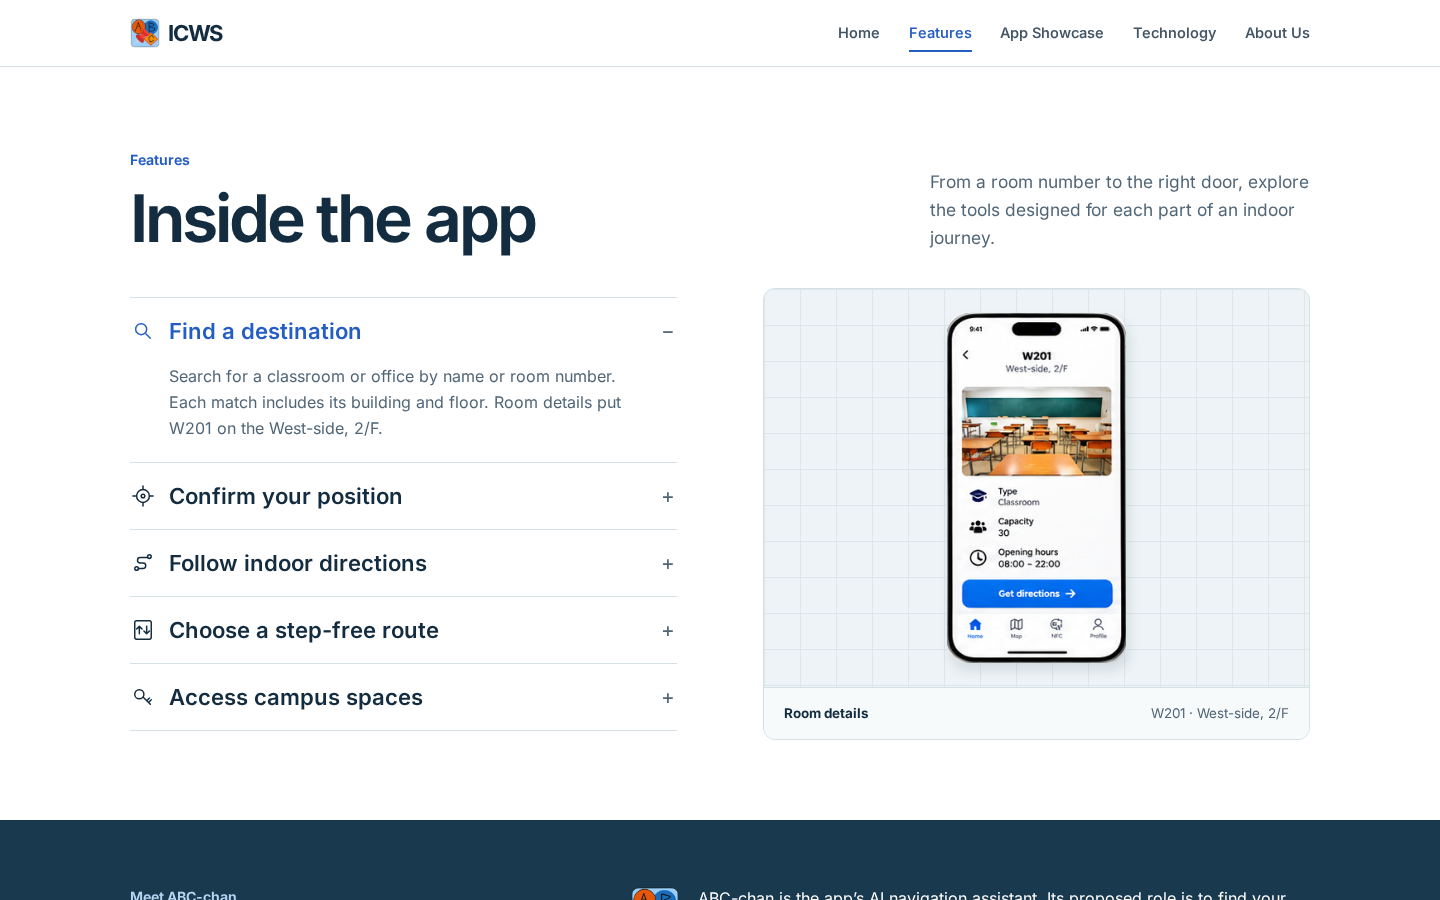 ICWS
Home
Features
App Showcase
Technology
About Us
Features
Inside the app
From a room number to the right door, explore
the tools designed for each part of an indoor
journey.
Find a destination
Search for a classroom or office by name or room number.
Each match includes its building and floor. Room details put
W201 on the West-side, 2/F.
Confirm your position
Follow indoor directions
Choose a step-free route
Access campus spaces
9:41
W201
West-side, 2/F
Type
Classroom
Capacity
30
Opening hours
08:00 – 22:00
Get directions
Home
Map
NFC
Profile
Room details
W201 · West-side, 2/F
Meet ABC-chan
ABC-chan is the app's AI navigation assistant. Its proposed role is to find your